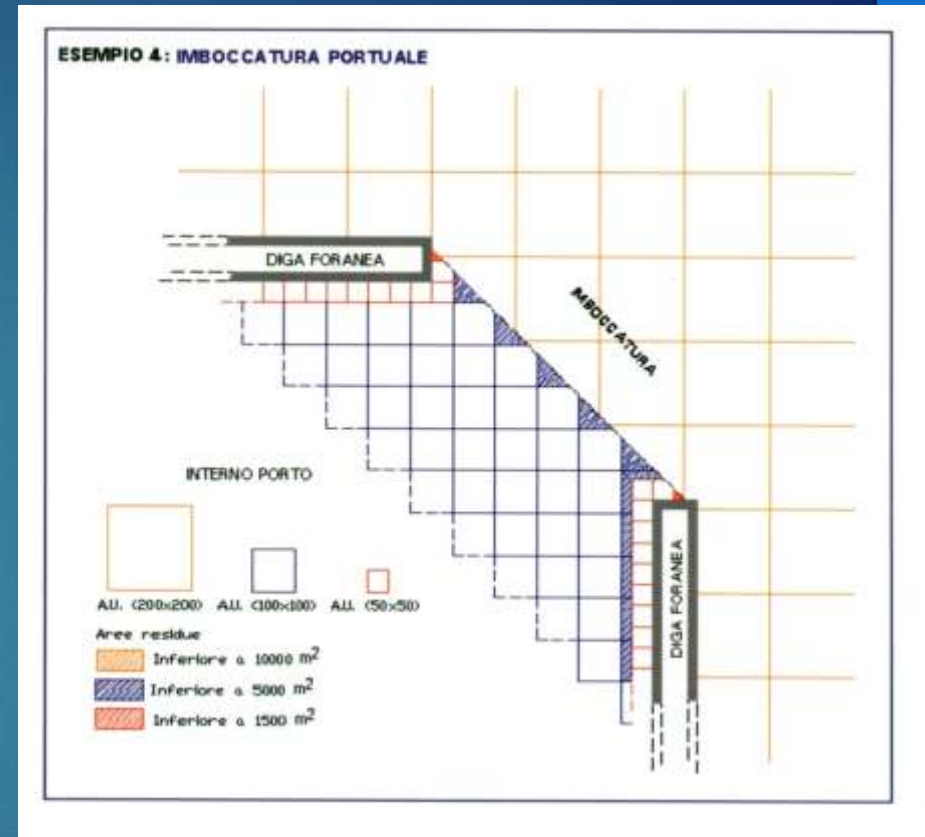 ESEMPIO 4: IMBOCCATURA PORTUALE
DIGA FORANEA
IMBOCCATURA
INTERNO PORTO
DIGA FORANEA
A.U. (200x200) A.U. (100x100) A.U. (50x50)
Aree residue
Inferiore a 10000 m²
Inferiore a 5000 m²
Inferiore a 1500 m²